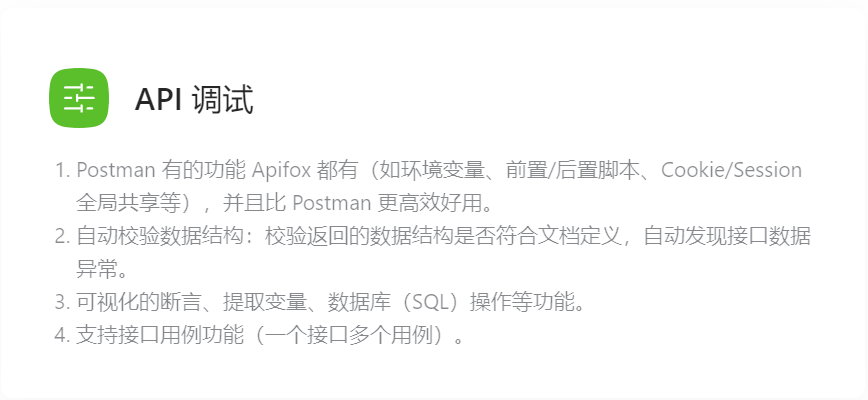 API 调试
1. Postman 有的功能 Apifox 都有（如环境变量、前置/后置脚本、Cookie/Session
全局共享等），并且比 Postman 更高效好用。
2. 自动校验数据结构：校验返回的数据结构是否符合文档定义，自动发现接口数据
异常。
3. 可视化的断言、提取变量、数据库（SQL）操作等功能。
4. 支持接口用例功能（一个接口多个用例）。